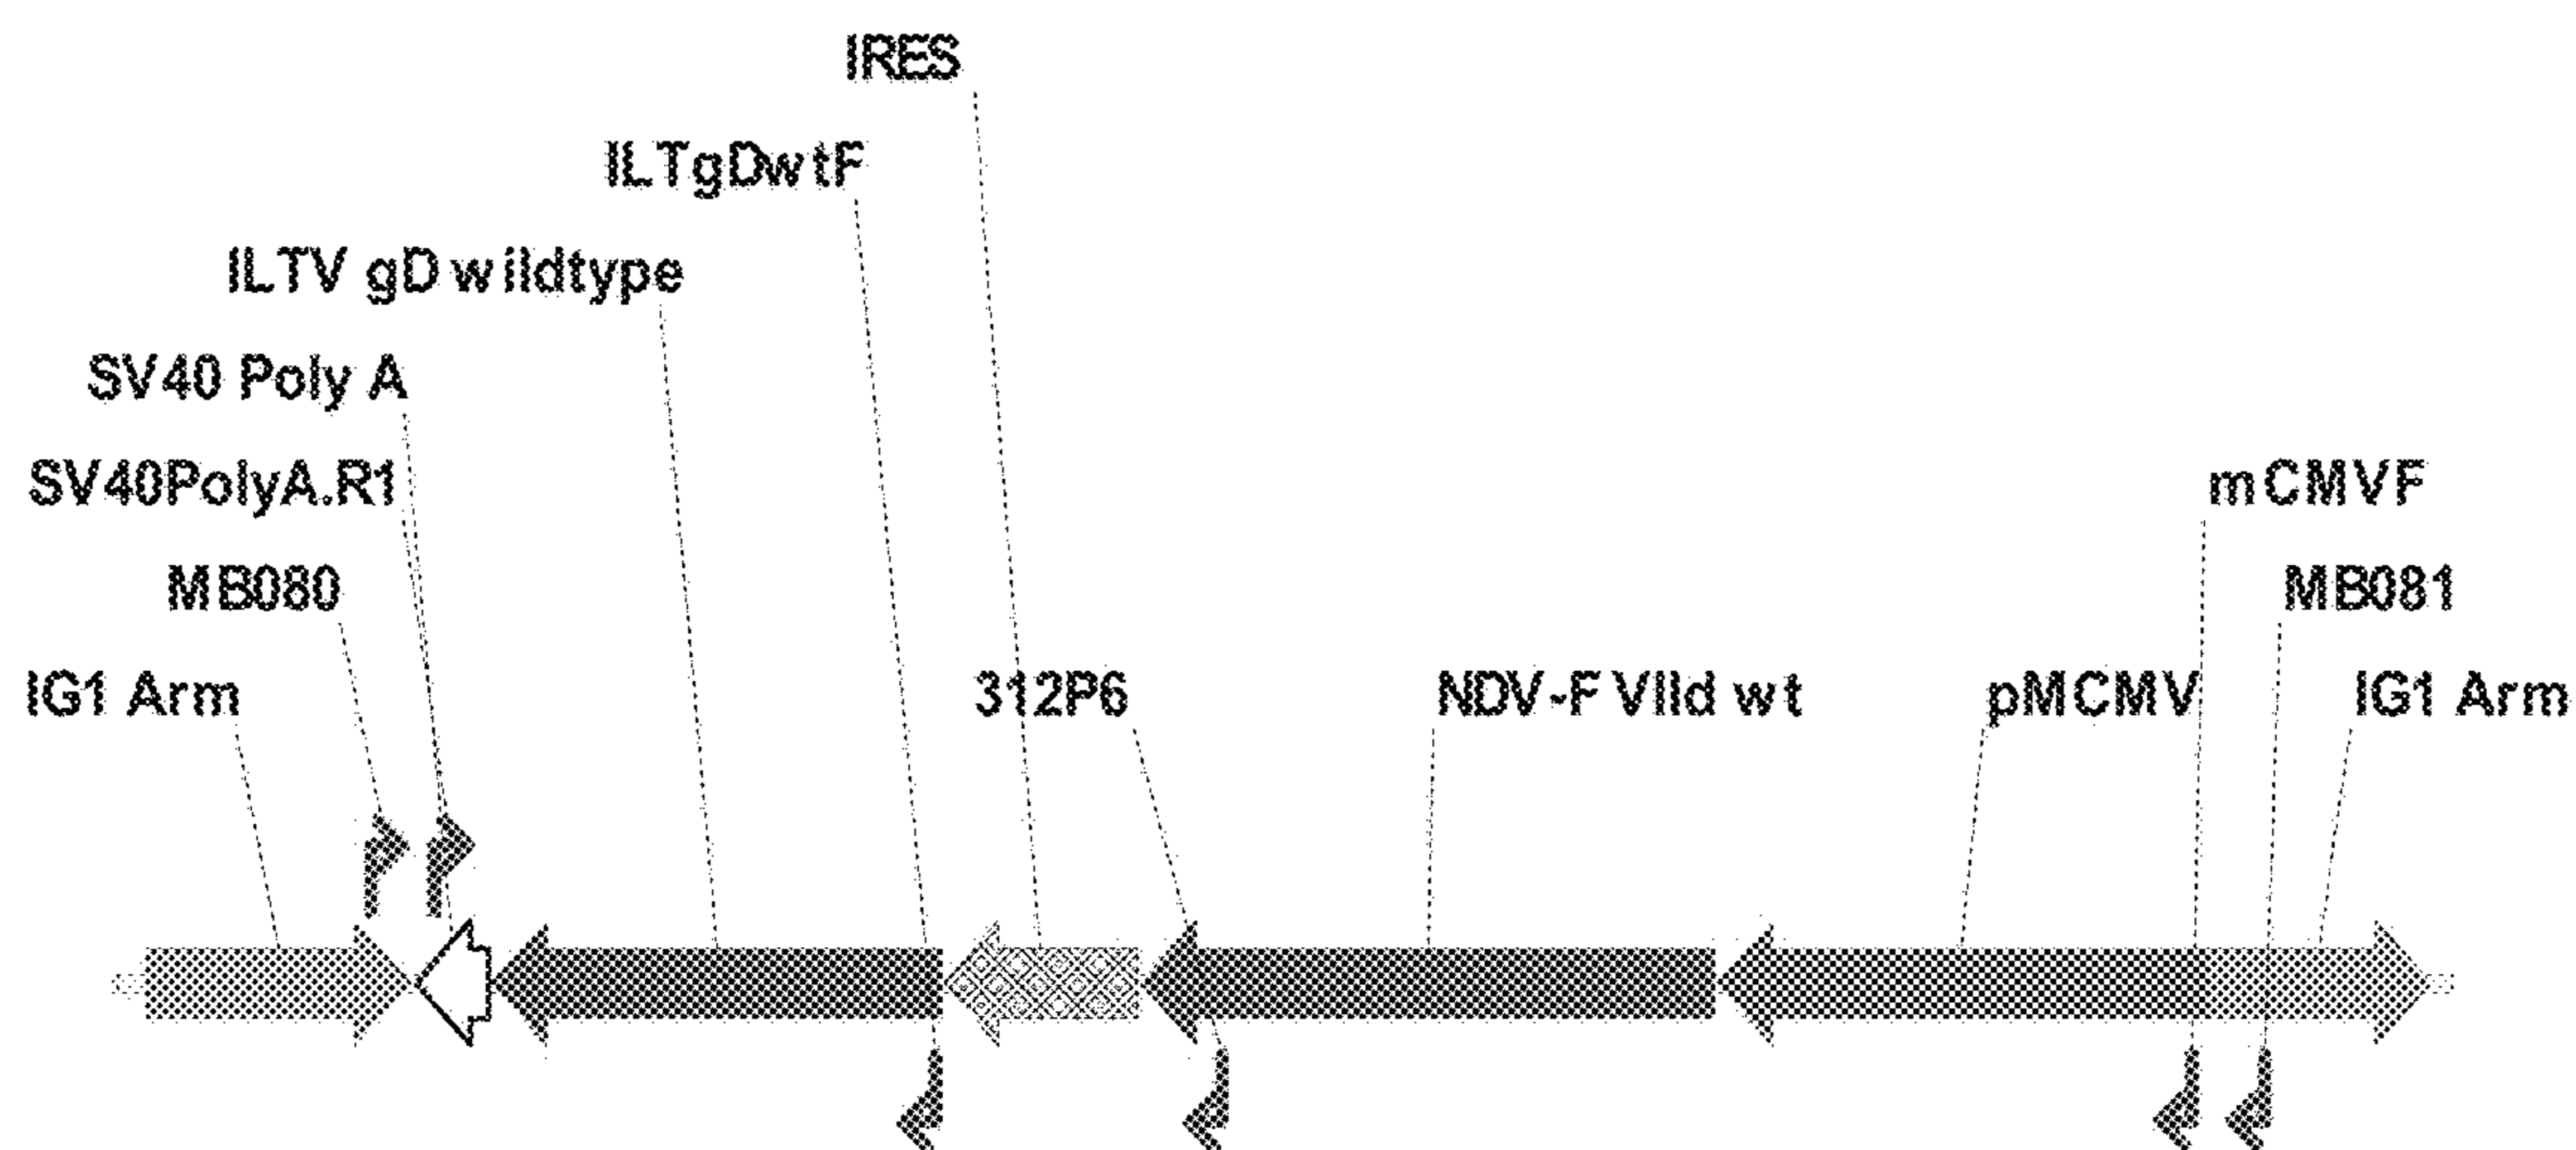 IRES
ILTgDwtF
ILTV gD wildtype
SV40 Poly A
SV40PolyA.R1
mCMVF
MB080
MB081
IG1 Arm
312P6
NDV-F VIId wt
pMCMV
IG1 Arm